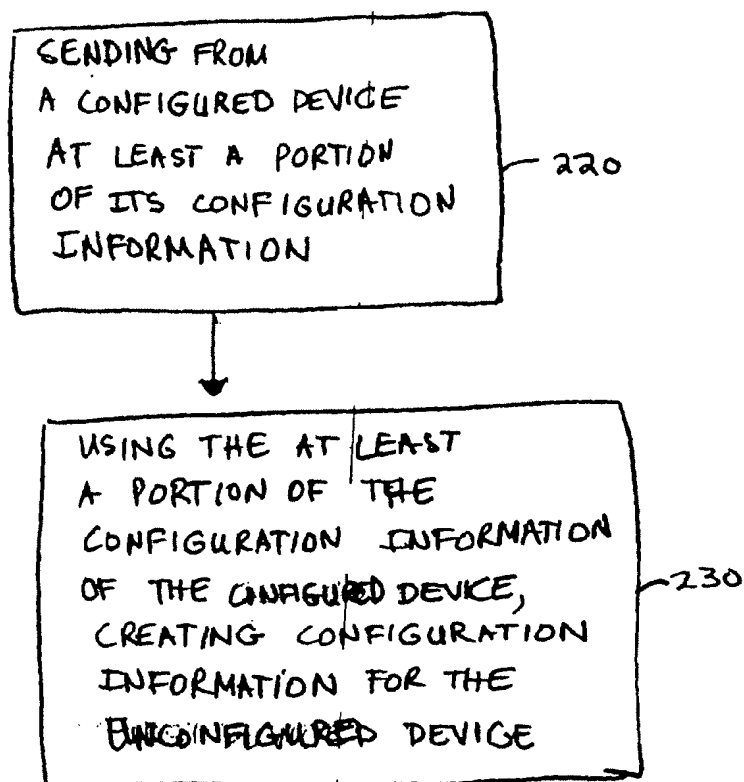 SENDING FROM
A CONFIGURED DEVICE
AT LEAST A PORTION
OF ITS CONFIGURATION
INFORMATION
220
USING THE AT LEAST
A PORTION OF THE
CONFIGURATION INFORMATION
OF THE CONFIGURED DEVICE,
230
CREATING CONFIGURATION
INFORMATION FOR THE
UNCONFIGURED DEVICE